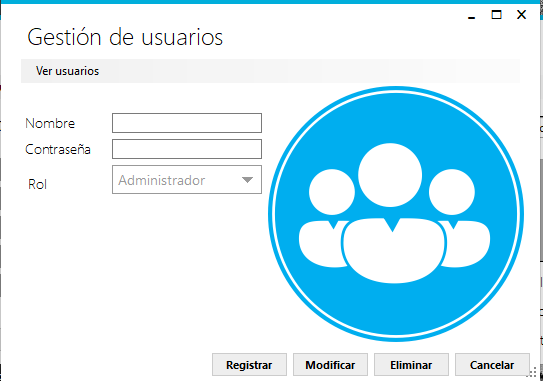 Gestión de usuarios
Ver usuarios
Nombre
Contraseña
Rol
Administrador
Registrar
Modificar
Eliminar
Cancelar